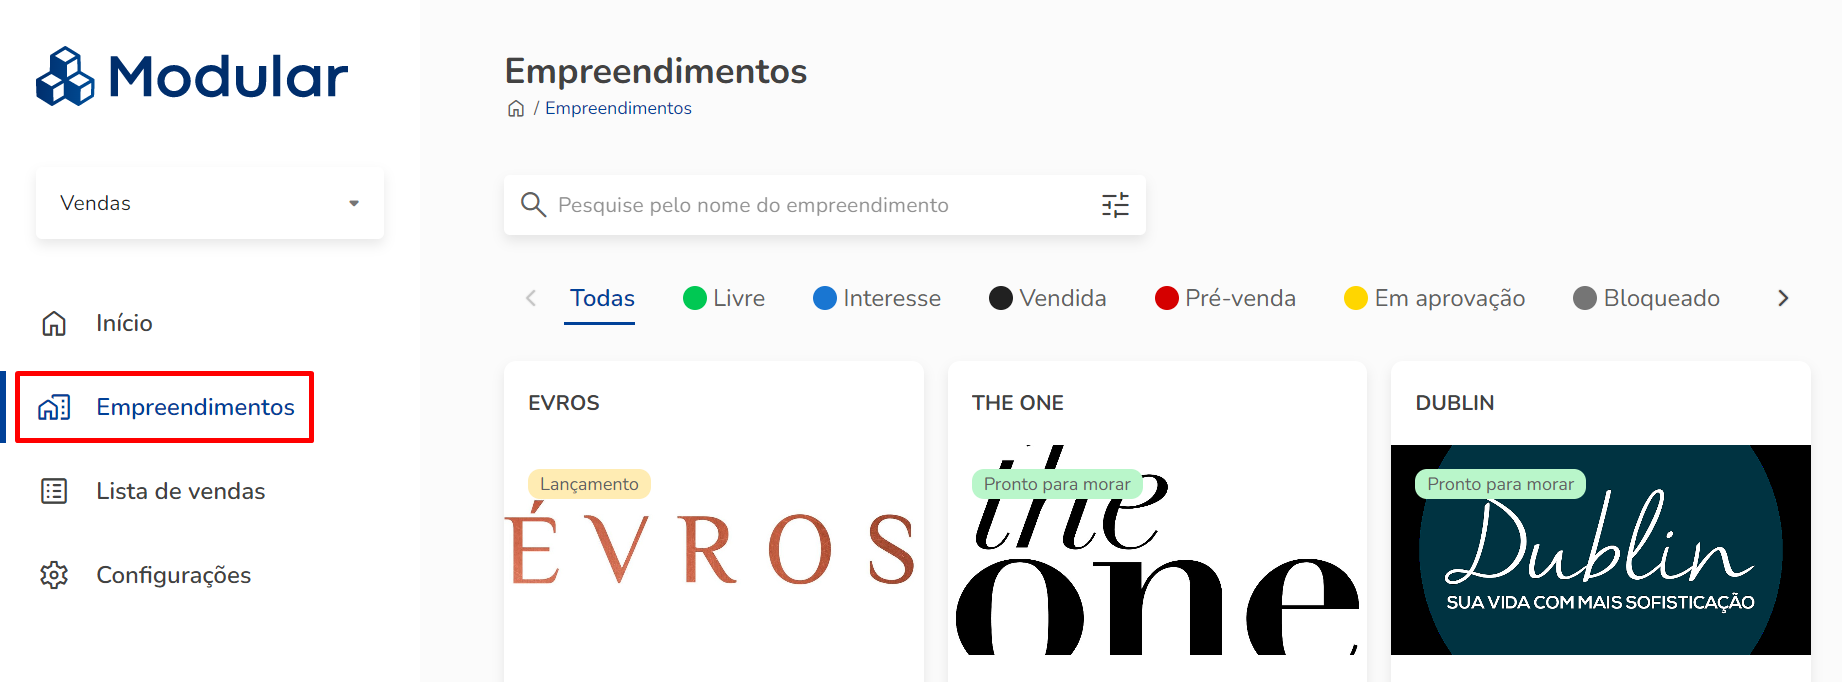 Modular
Vendas
Início
Empreendimentos
Lista de vendas
Configurações
Empreendimentos
/ Empreendimentos
Pesquise pelo nome do empreendimento
Todas Livre Interesse Vendida Pré-venda Em aprovação Bloqueado
EVROS
Lançamento
ÉVROS
THE ONE
Pronto para morar
the
one
DUBLIN
Pronto para morar
Dublin
SUA VIDA COM MAIS SOFISTICAÇÃO